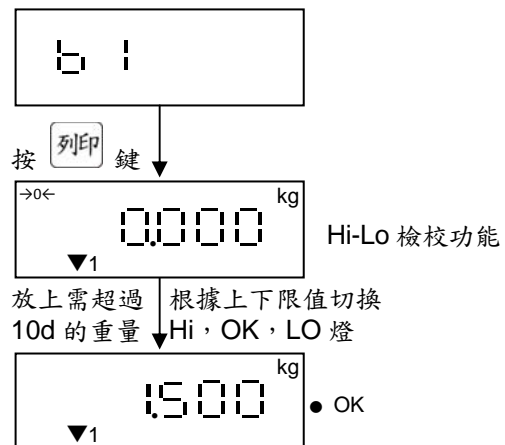 b 1
按 列印 鍵
→0← kg
0.000 Hi-Lo 檢校功能
▼1
放上需超過 根據上下限值切換
10d 的重量 Hi，OK，LO 燈
kg
1.500 ● OK
▼1